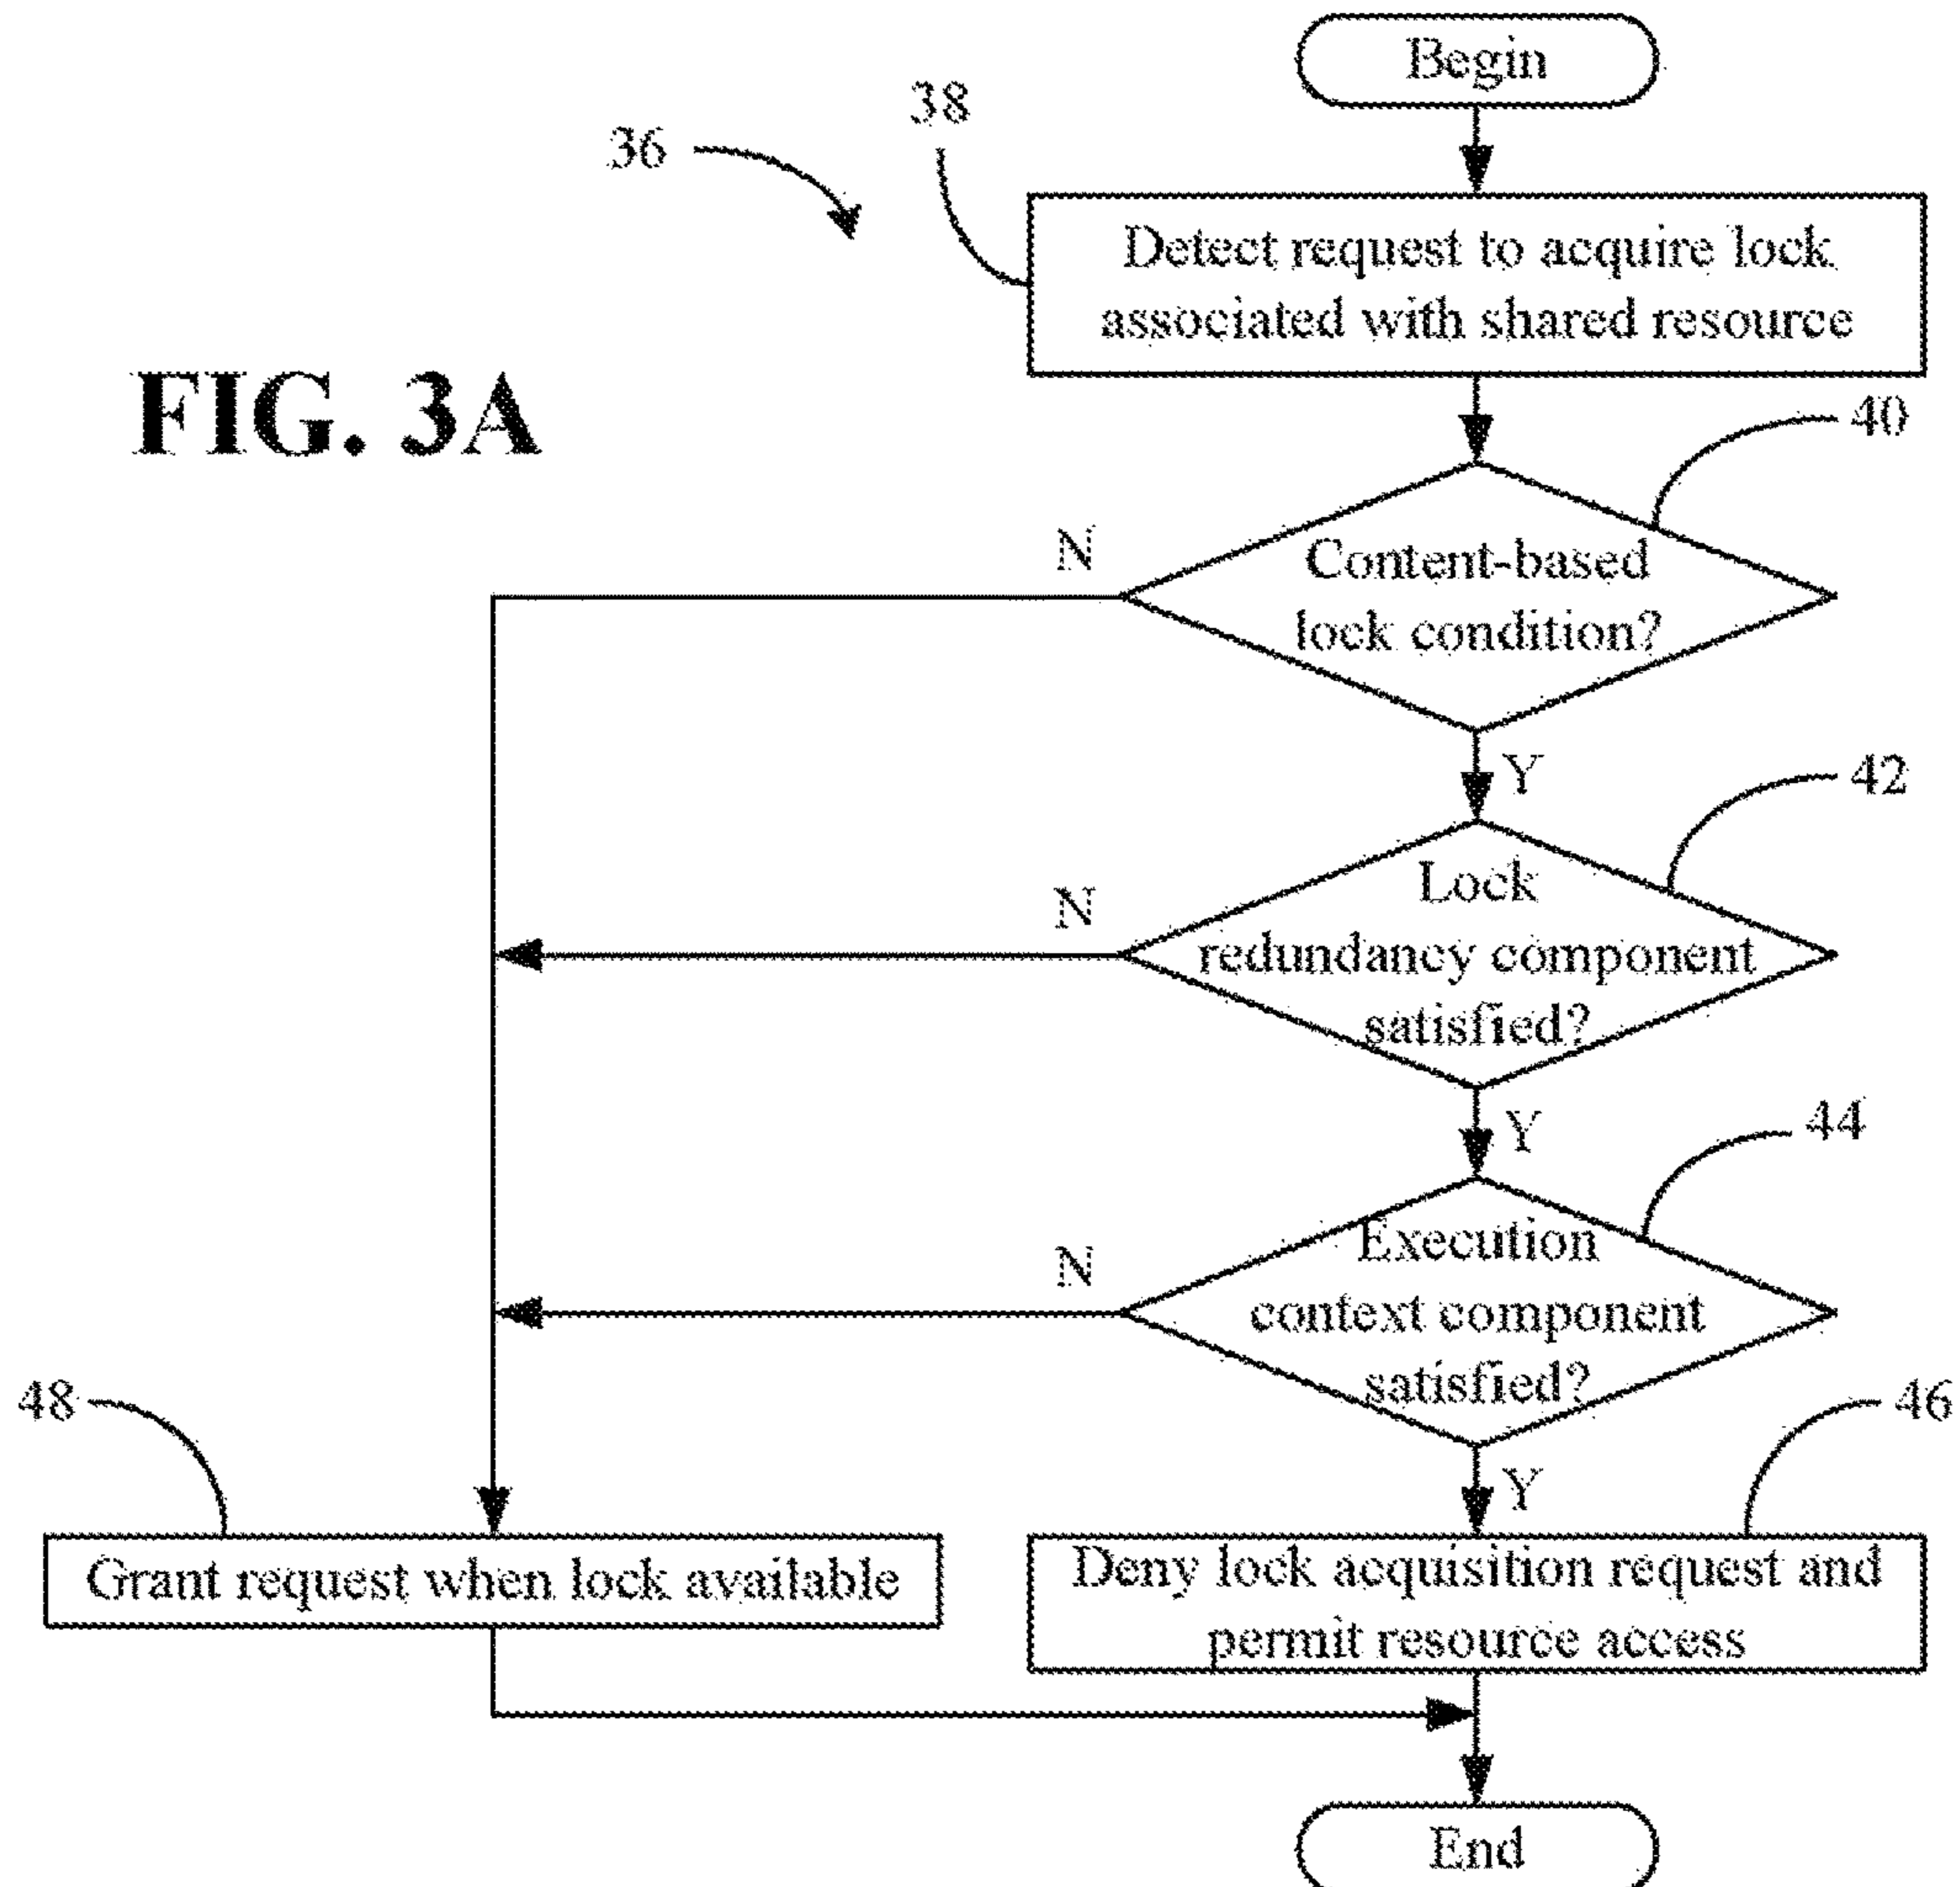 Begin
38
36
Detect request to acquire lock
associated with shared resource
FIG. 3A
40
N
Content-based
lock condition?
Y
42
N
Lock
redundancy component
satisfied?
Y
44
N
Execution
context component
satisfied?
48
Y
46
Grant request when lock available
Deny lock acquisition request and
permit resource access
End